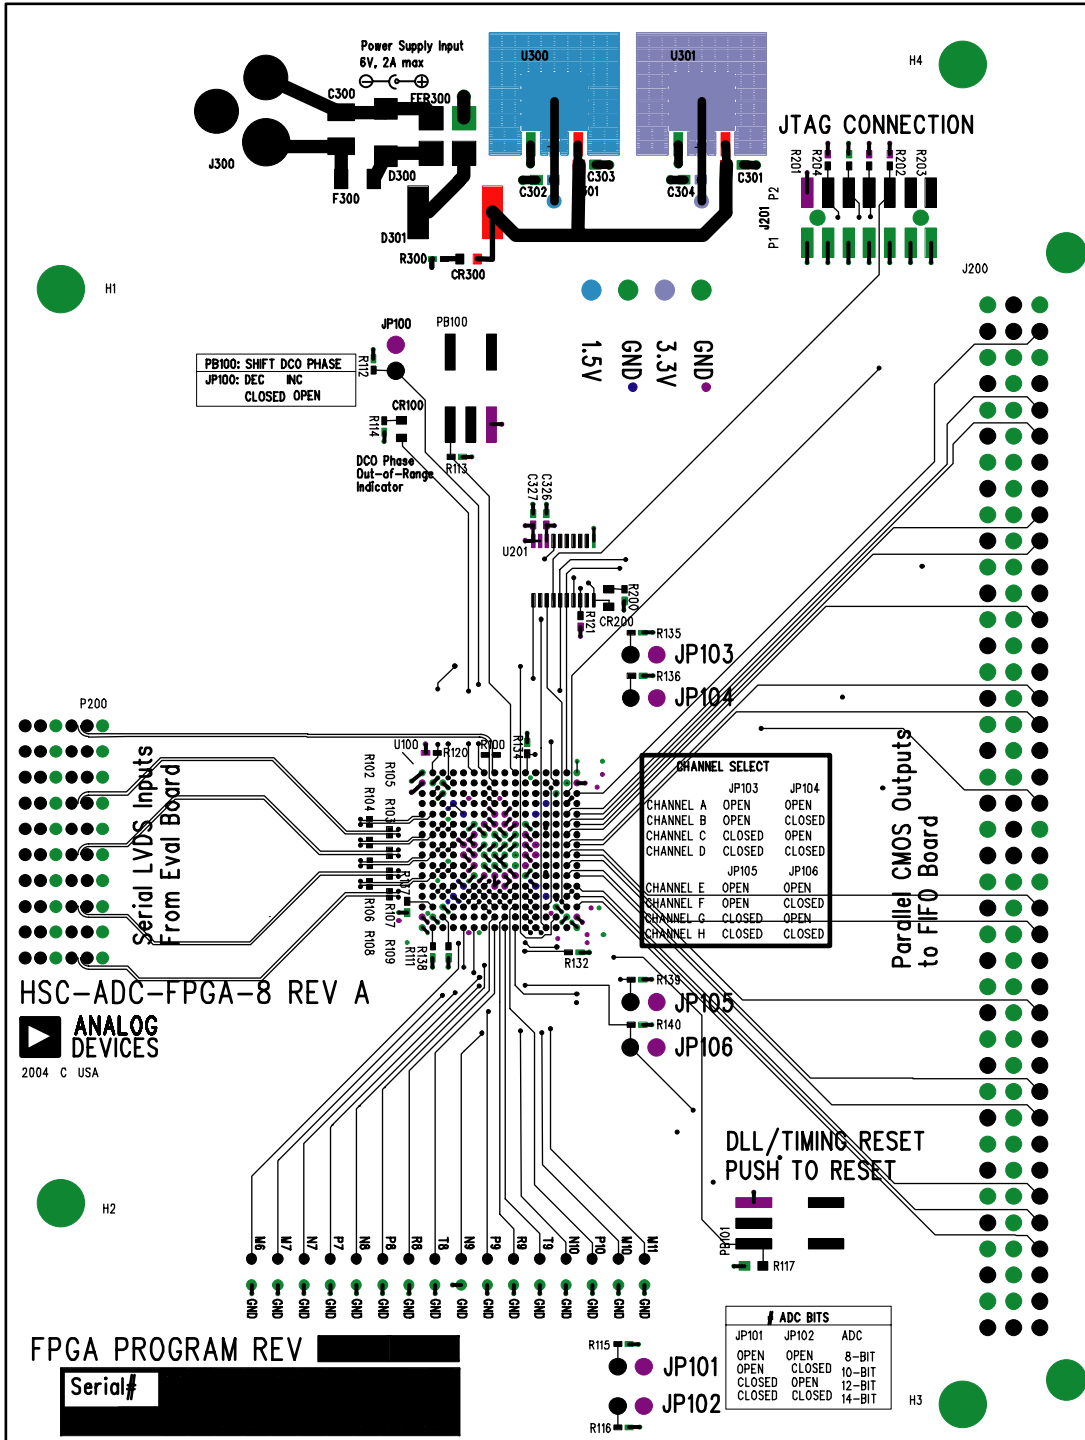 Power Supply Input
6V, 2A max
U300
U301
H4
C300
FER300
JTAG CONNECTION
J300
D300
F300
C302
C303
C304
C301
R201
R204
R202
R203
P2
J201
P1
D301
R300
CR300
H1
J200
JP100
PB100
1.5V
GND
3.3V
GND
PB100: SHIFT DCO PHASE
JP100: DEC INC
CLOSED OPEN
R112
CR100
R114
R113
DCO Phase
Out-of-Range
Indicator
C327
C326
U201
R200
CR200
R121
R135
JP103
R136
JP104
P200
U100
R120
R100
R134
Serial LVDS Inputs
From Eval Board
R102
R105
R104
R103
R137
R106
R107
R108
R109
R111
R138
R132
CHANNEL SELECT
JP103 JP104
CHANNEL A OPEN OPEN
CHANNEL B OPEN CLOSED
CHANNEL C CLOSED OPEN
CHANNEL D CLOSED CLOSED
JP105 JP106
CHANNEL E OPEN OPEN
CHANNEL F OPEN CLOSED
CHANNEL G CLOSED OPEN
CHANNEL H CLOSED CLOSED
Parallel CMOS Outputs
to FIFO Board
HSC-ADC-FPGA-8 REV A
ANALOG
DEVICES
2004 C USA
R139
JP105
R140
JP106
DLL/TIMING RESET
PUSH TO RESET
PB101
R117
H2
M6 M7 N7 P7 N8 P8 R8 T8 N9 P9 R9 T9 N10 P10 M10 M11
GND GND GND GND GND GND GND GND GND GND GND GND GND GND GND GND
FPGA PROGRAM REV
Serial#
R115
JP101
JP102
R116
# ADC BITS
JP101 JP102 ADC
OPEN OPEN 8-BIT
OPEN CLOSED 10-BIT
CLOSED OPEN 12-BIT
CLOSED CLOSED 14-BIT
H3